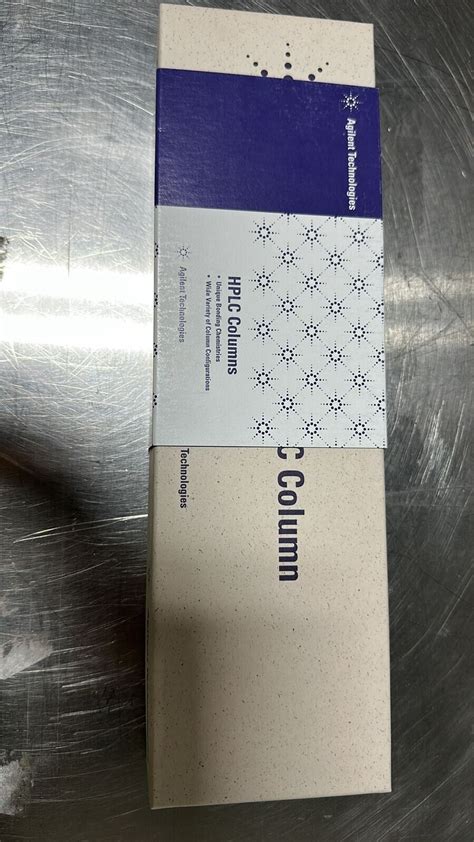 Agilent Technologies
HPLC Columns
• Unique Bonding Chemistries
• Wide Variety of Column Configurations
Agilent Technologies
C Column
Technologies